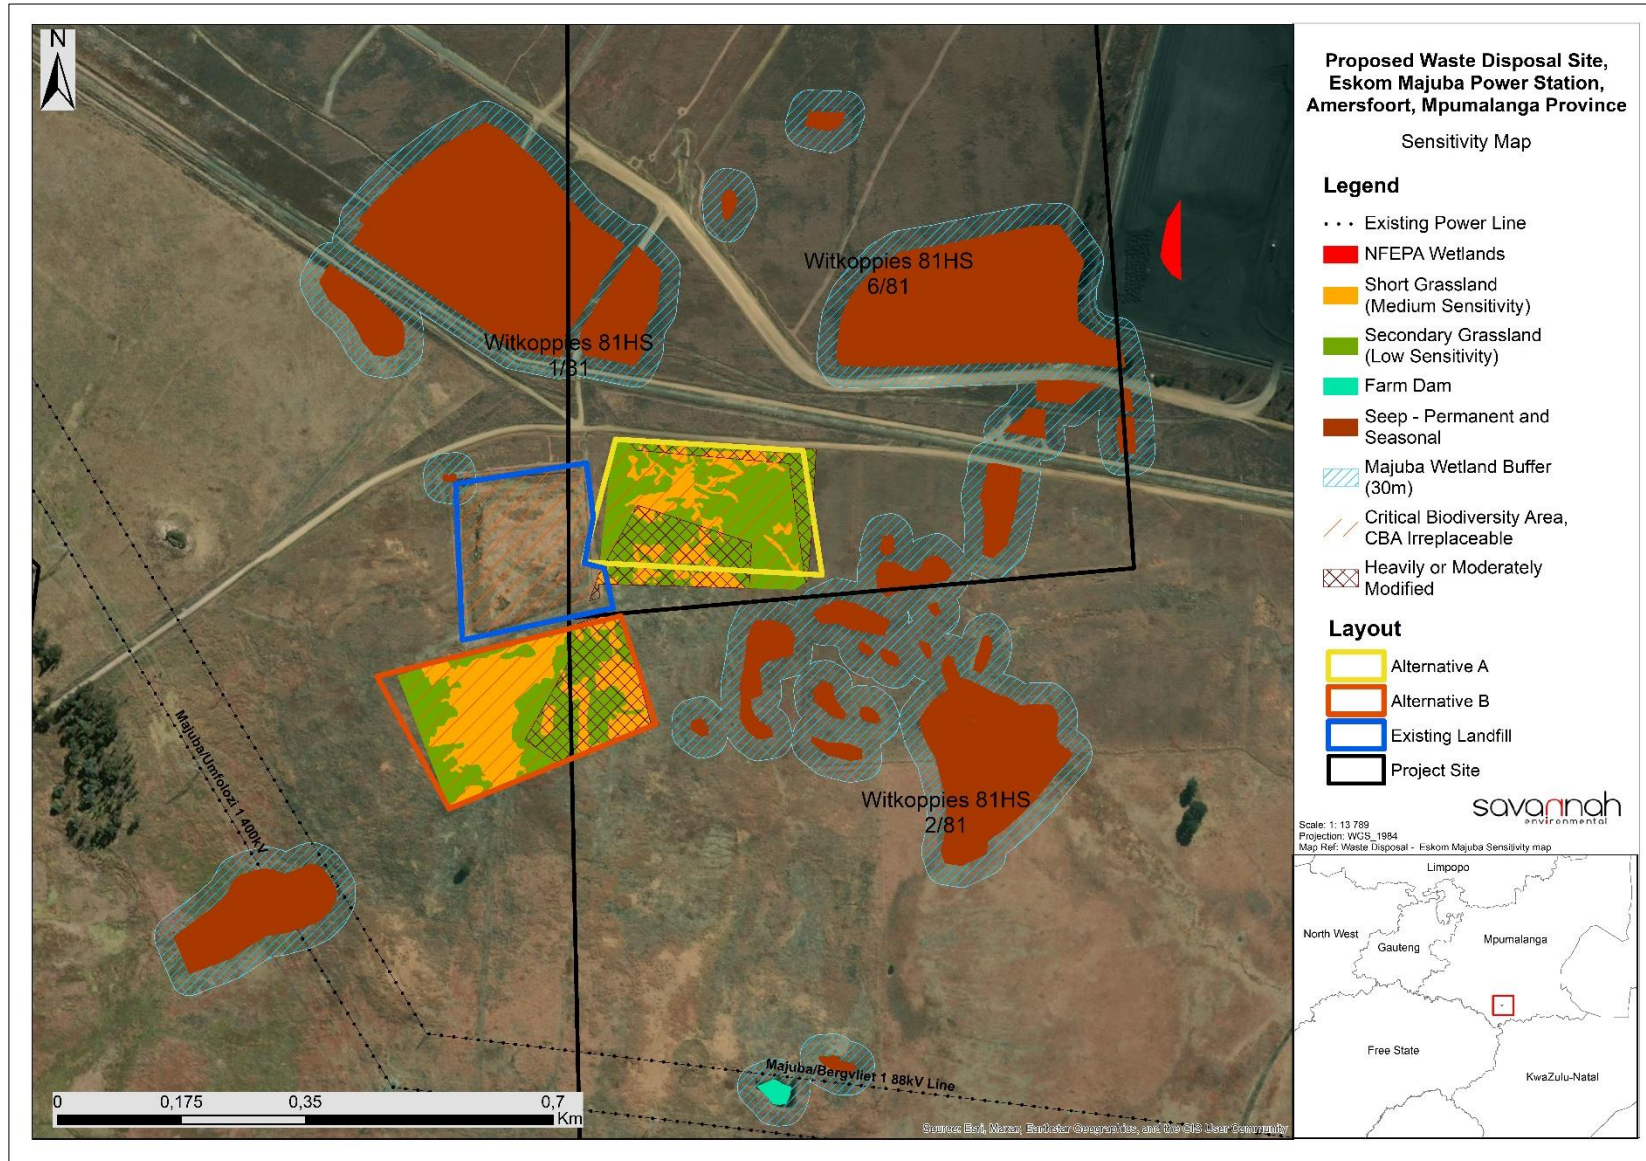 N
Witkoppies 81HS
6/81
Witkoppies 81HS
1/81
Majuba/Umfolozi 1 400kV
Witkoppies 81HS
2/81
Majuba/Bergvliet 1 88kV Line
0 0,175 0,35 0,7
Km
Source: Esri, Maxar, Earthstar Geographics, and the GIS User Community
Proposed Waste Disposal Site,
Eskom Majuba Power Station,
Amersfoort, Mpumalanga Province
Sensitivity Map
Legend
Existing Power Line
NFEPA Wetlands
Short Grassland
(Medium Sensitivity)
Secondary Grassland
(Low Sensitivity)
Farm Dam
Seep - Permanent and
Seasonal
Majuba Wetland Buffer
(30m)
Critical Biodiversity Area,
CBA Irreplaceable
Heavily or Moderately
Modified
Layout
Alternative A
Alternative B
Existing Landfill
Project Site
savannah
environmental
Scale: 1: 13 789
Projection: WGS_1984
Map Ref: Waste Disposal - Eskom Majuba Sensitivity map
Limpopo
North West
Gauteng
Mpumalanga
Free State
KwaZulu-Natal